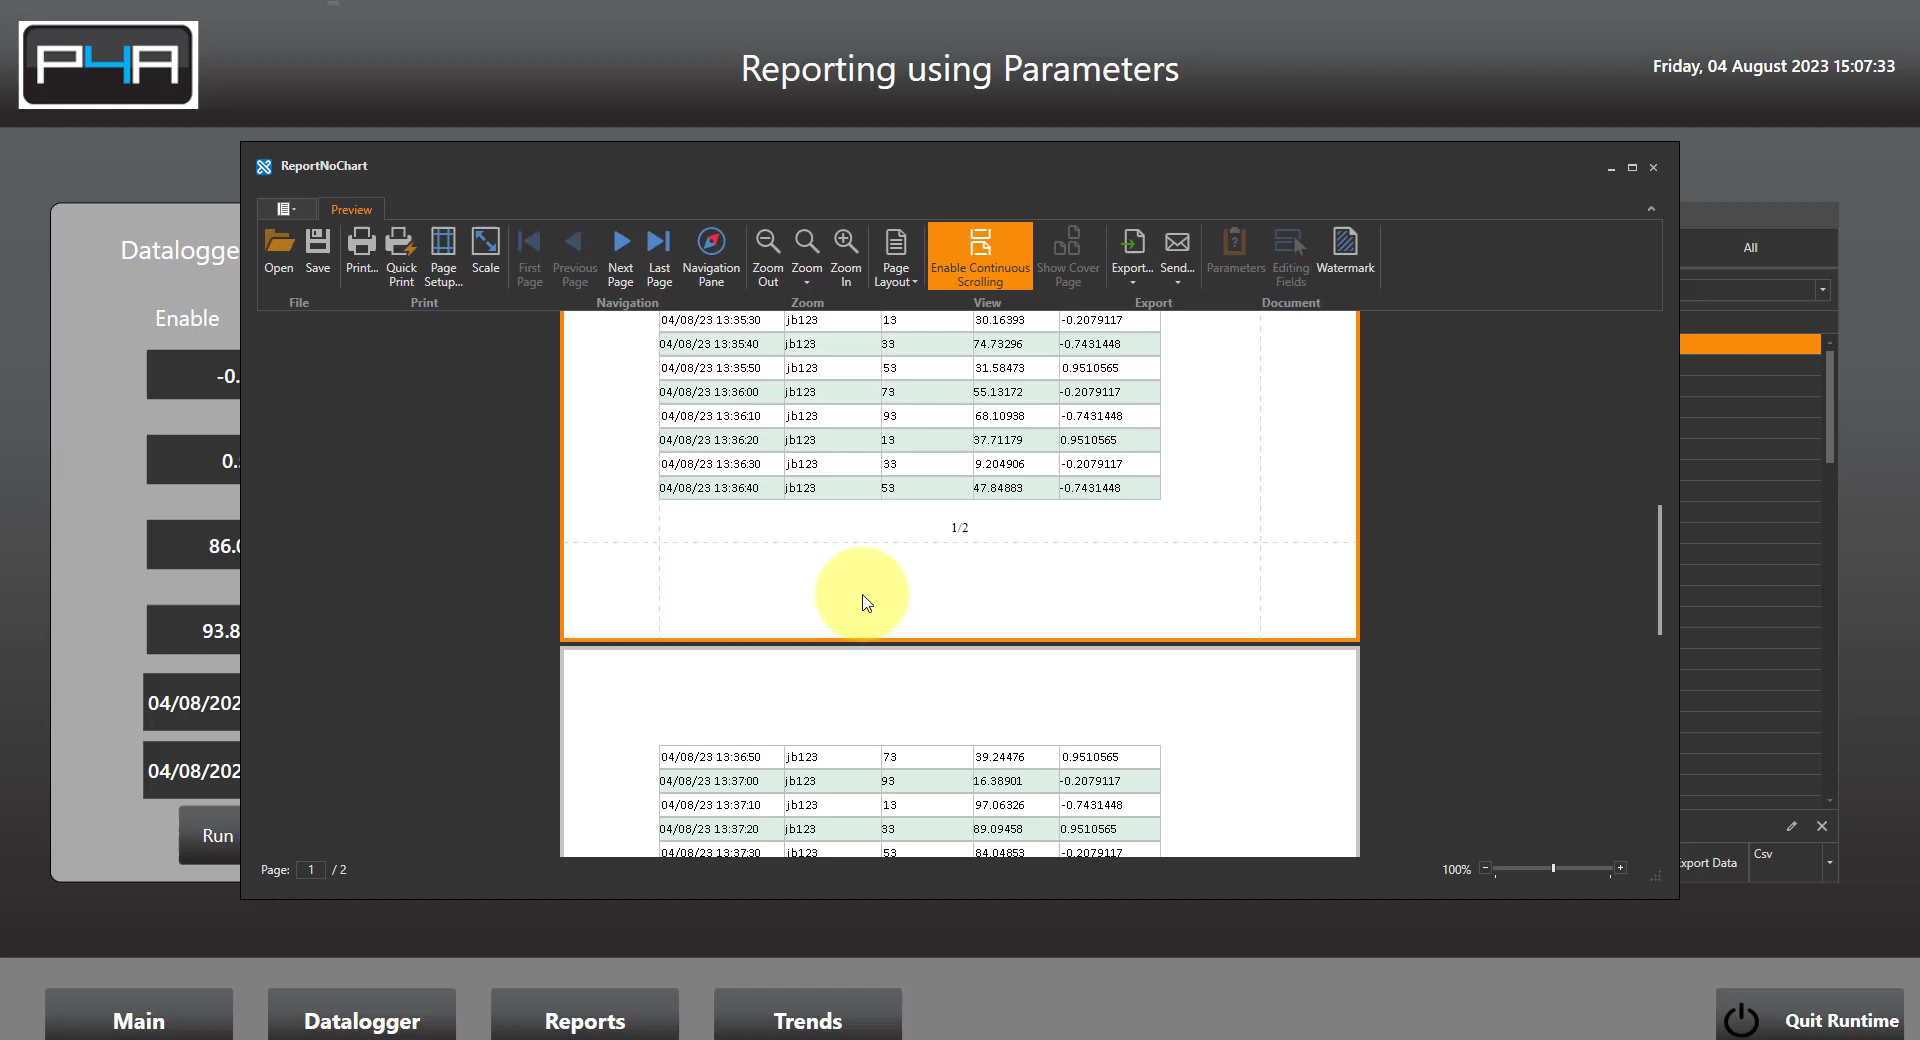 P4A
Reporting using Parameters
Friday, 04 August 2023 15:07:33
ReportNoChart
Preview
Open
Save
Print...
Quick Print
Page Setup...
Scale
First Page
Previous Page
Next Page
Last Page
Navigation Pane
Zoom Out
Zoom
Zoom In
Page Layout
Enable Continuous Scrolling
Show Cover Page
Export...
Send...
Parameters
Editing Fields
Watermark
File
Print
Navigation
Zoom
View
Export
Document
All
Enable
86.
93.8
04/08/202
04/08/202
Run
04/08/23 13:35:30 jb123 13 30.16393 -0.2079117
04/08/23 13:35:40 jb123 33 74.73296 -0.7431448
04/08/23 13:35:50 jb123 53 31.58473 0.9510565
04/08/23 13:36:00 jb123 73 55.13172 -0.2079117
04/08/23 13:36:10 jb123 93 68.10938 -0.7431448
04/08/23 13:36:20 jb123 13 37.71179 0.9510565
04/08/23 13:36:30 jb123 33 9.204906 -0.2079117
04/08/23 13:36:40 jb123 53 47.84883 -0.7431448
1/2
04/08/23 13:36:50 jb123 73 39.24476 0.9510565
04/08/23 13:37:00 jb123 93 16.38901 -0.2079117
04/08/23 13:37:10 jb123 13 97.06326 -0.7431448
04/08/23 13:37:20 jb123 33 89.09458 0.9510565
04/08/23 13:37:30 jb123 53 84.04853 -0.2079117
Page: 1 / 2
100%
xport Data
Csv
Main
Datalogger
Reports
Trends
Quit Runtime